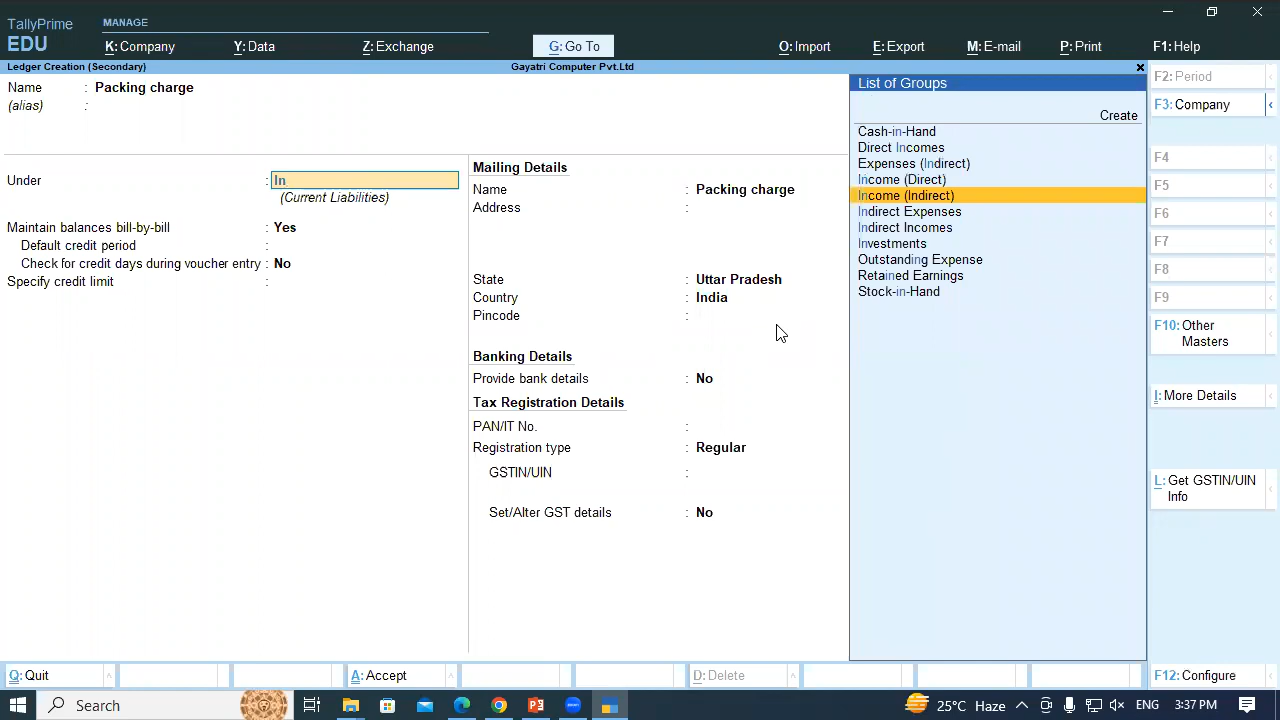 TallyPrime
EDU
MANAGE
K: Company
Y: Data
Z: Exchange
G: Go To
O: Import
E: Export
M: E-mail
P: Print
F1: Help
Ledger Creation (Secondary)
Gayatri Computer Pvt.Ltd
Name : Packing charge
(alias) :
Under : In
(Current Liabilities)
Maintain balances bill-by-bill : Yes
Default credit period :
Check for credit days during voucher entry : No
Specify credit limit :
Mailing Details
Name : Packing charge
Address :
State : Uttar Pradesh
Country : India
Pincode :
Banking Details
Provide bank details : No
Tax Registration Details
PAN/IT No. :
Registration type : Regular
GSTIN/UIN :
Set/Alter GST details : No
List of Groups
Create
Cash-in-Hand
Direct Incomes
Expenses (Indirect)
Income (Direct)
Income (Indirect)
Indirect Expenses
Indirect Incomes
Investments
Outstanding Expense
Retained Earnings
Stock-in-Hand
F2: Period
F3: Company
F4
F5
F6
F7
F8
F9
F10: Other
Masters
I: More Details
L: Get GSTIN/UIN
Info
F12: Configure
Q: Quit
A: Accept
D: Delete
Search
25°C Haze
ENG
3:37 PM